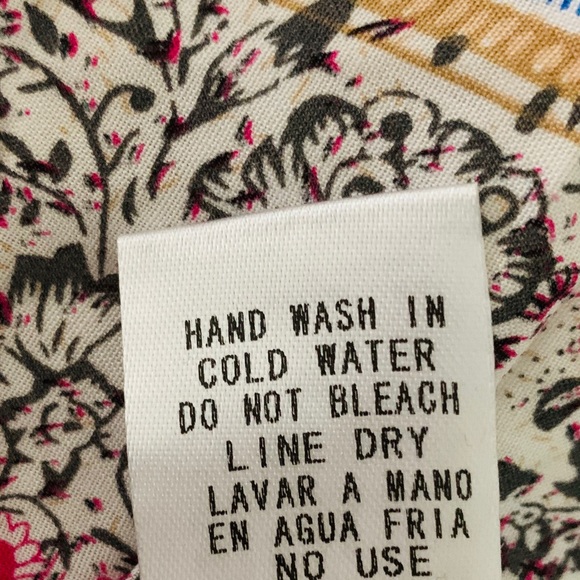 HAND WASH IN
COLD WATER
DO NOT BLEACH
LINE DRY
LAVAR A MANO
EN AGUA FRIA
NO USE